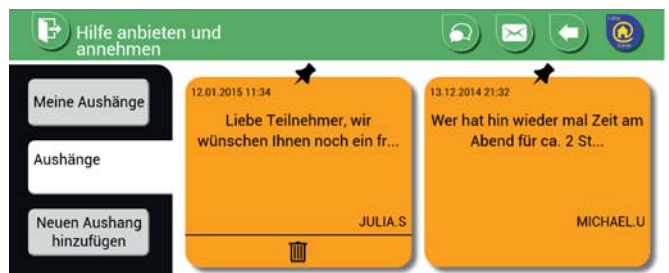 Hilfe anbieten und
annehmen
Meine Aushänge
Aushänge
Neuen Aushang
hinzufügen
12.01.2015 11:34
Liebe Teilnehmer, wir
wünschen Ihnen noch ein fr...
JULIA.S
13.12.2014 21:32
Wer hat hin wieder mal Zeit am
Abend für ca. 2 St...
MICHAEL.U